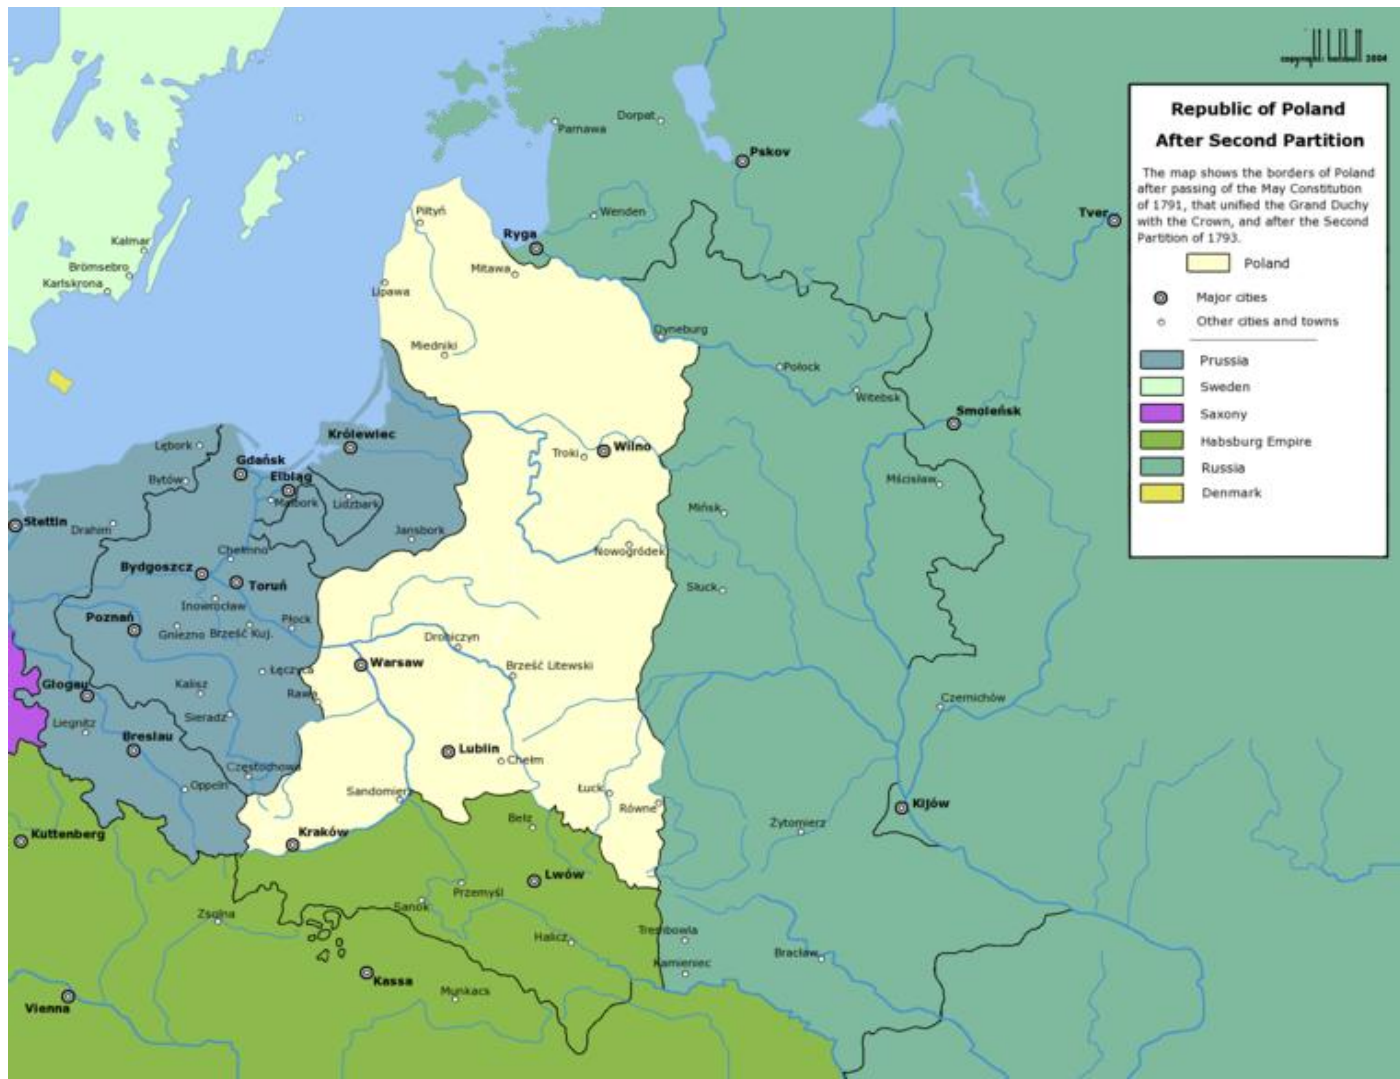 copyright: halibutt 2004
Republic of Poland
After Second Partition
The map shows the borders of Poland
after passing of the May Constitution
of 1791, that unified the Grand Duchy
with the Crown, and after the Second
Partition of 1793.
Poland
Major cities
Other cities and towns
Prussia
Sweden
Saxony
Habsburg Empire
Russia
Denmark
Parnawa
Dorpat
Pskov
Tver
Wenden
Piltyń
Ryga
Mitawa
Lipawa
Kalmar
Brömsebro
Karlskrona
Dyneburg
Miedniki
Połock
Witebsk
Smoleńsk
Lębork
Królewiec
Gdańsk
Troki
Wilno
Bytów
Elbląg
Malbork
Lidzbark
Mścisław
Stettin
Drahim
Jansbork
Mińsk
Chełmno
Nowogródek
Bydgoszcz
Toruń
Słuck
Inowrocław
Poznań
Gniezno
Brześć Kuj.
Płock
Drohiczyn
Warsaw
Brześć Litewski
Łęczyca
Głogau
Kalisz
Rawa
Sieradz
Czernichów
Liegnitz
Breslau
Lublin
Chełm
Częstochowa
Oppeln
Sandomierz
Łuck
Równe
Kijów
Kuttenberg
Kraków
Bełz
Żytomierz
Lwów
Przemyśl
Sanok
Zsolna
Halicz
Trembowla
Bracław
Kamieniec
Kassa
Munkacs
Vienna